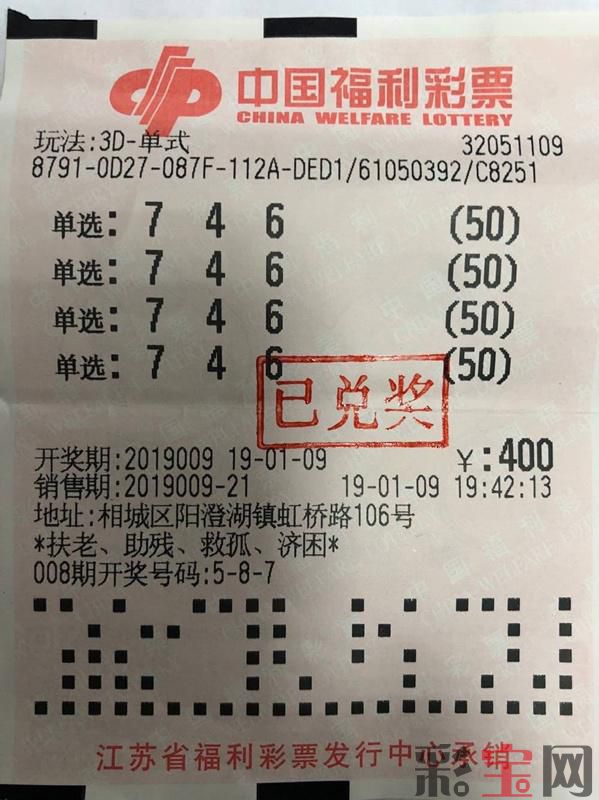 中国福利彩票
CHINA WELFARE LOTTERY
玩法:3D-单式 32051109
8791-0D27-087F-112A-DED1/61050392/C8251
单选: 7 4 6 (50)
单选: 7 4 6 (50)
单选: 7 4 6 (50)
单选: 7 4 6 (50)
已兑奖
开奖期:2019009 19-01-09 ￥:400
销售期:2019009-21 19-01-09 19:42:13
地址:相城区阳澄湖镇虹桥路106号
*扶老、助残、救孤、济困*
008期开奖号码:5-8-7
江苏省福利彩票发行中心承销
彩宝网